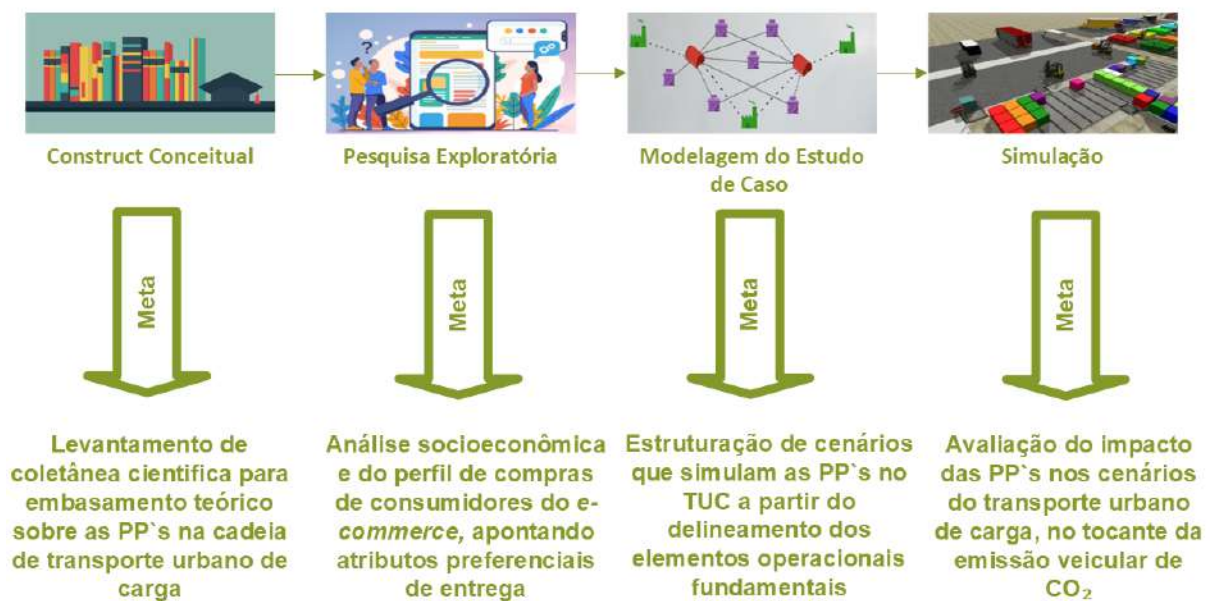 Construct Conceitual
Pesquisa Exploratória
Modelagem do Estudo
de Caso
Simulação
Meta
Meta
Meta
Meta
Levantamento de
coletânea cientifica para
embasamento teórico
sobre as PP`s na cadeia
de transporte urbano de
carga
Análise socioeconômica
e do perfil de compras
de consumidores do e-
commerce, apontando
atributos preferenciais
de entrega
Estruturação de cenários
que simulam as PP`s no
TUC a partir do
delineamento dos
elementos operacionais
fundamentais
Avaliação do impacto
das PP`s nos cenários
do transporte urbano
de carga, no tocante da
emissão veicular de
CO₂